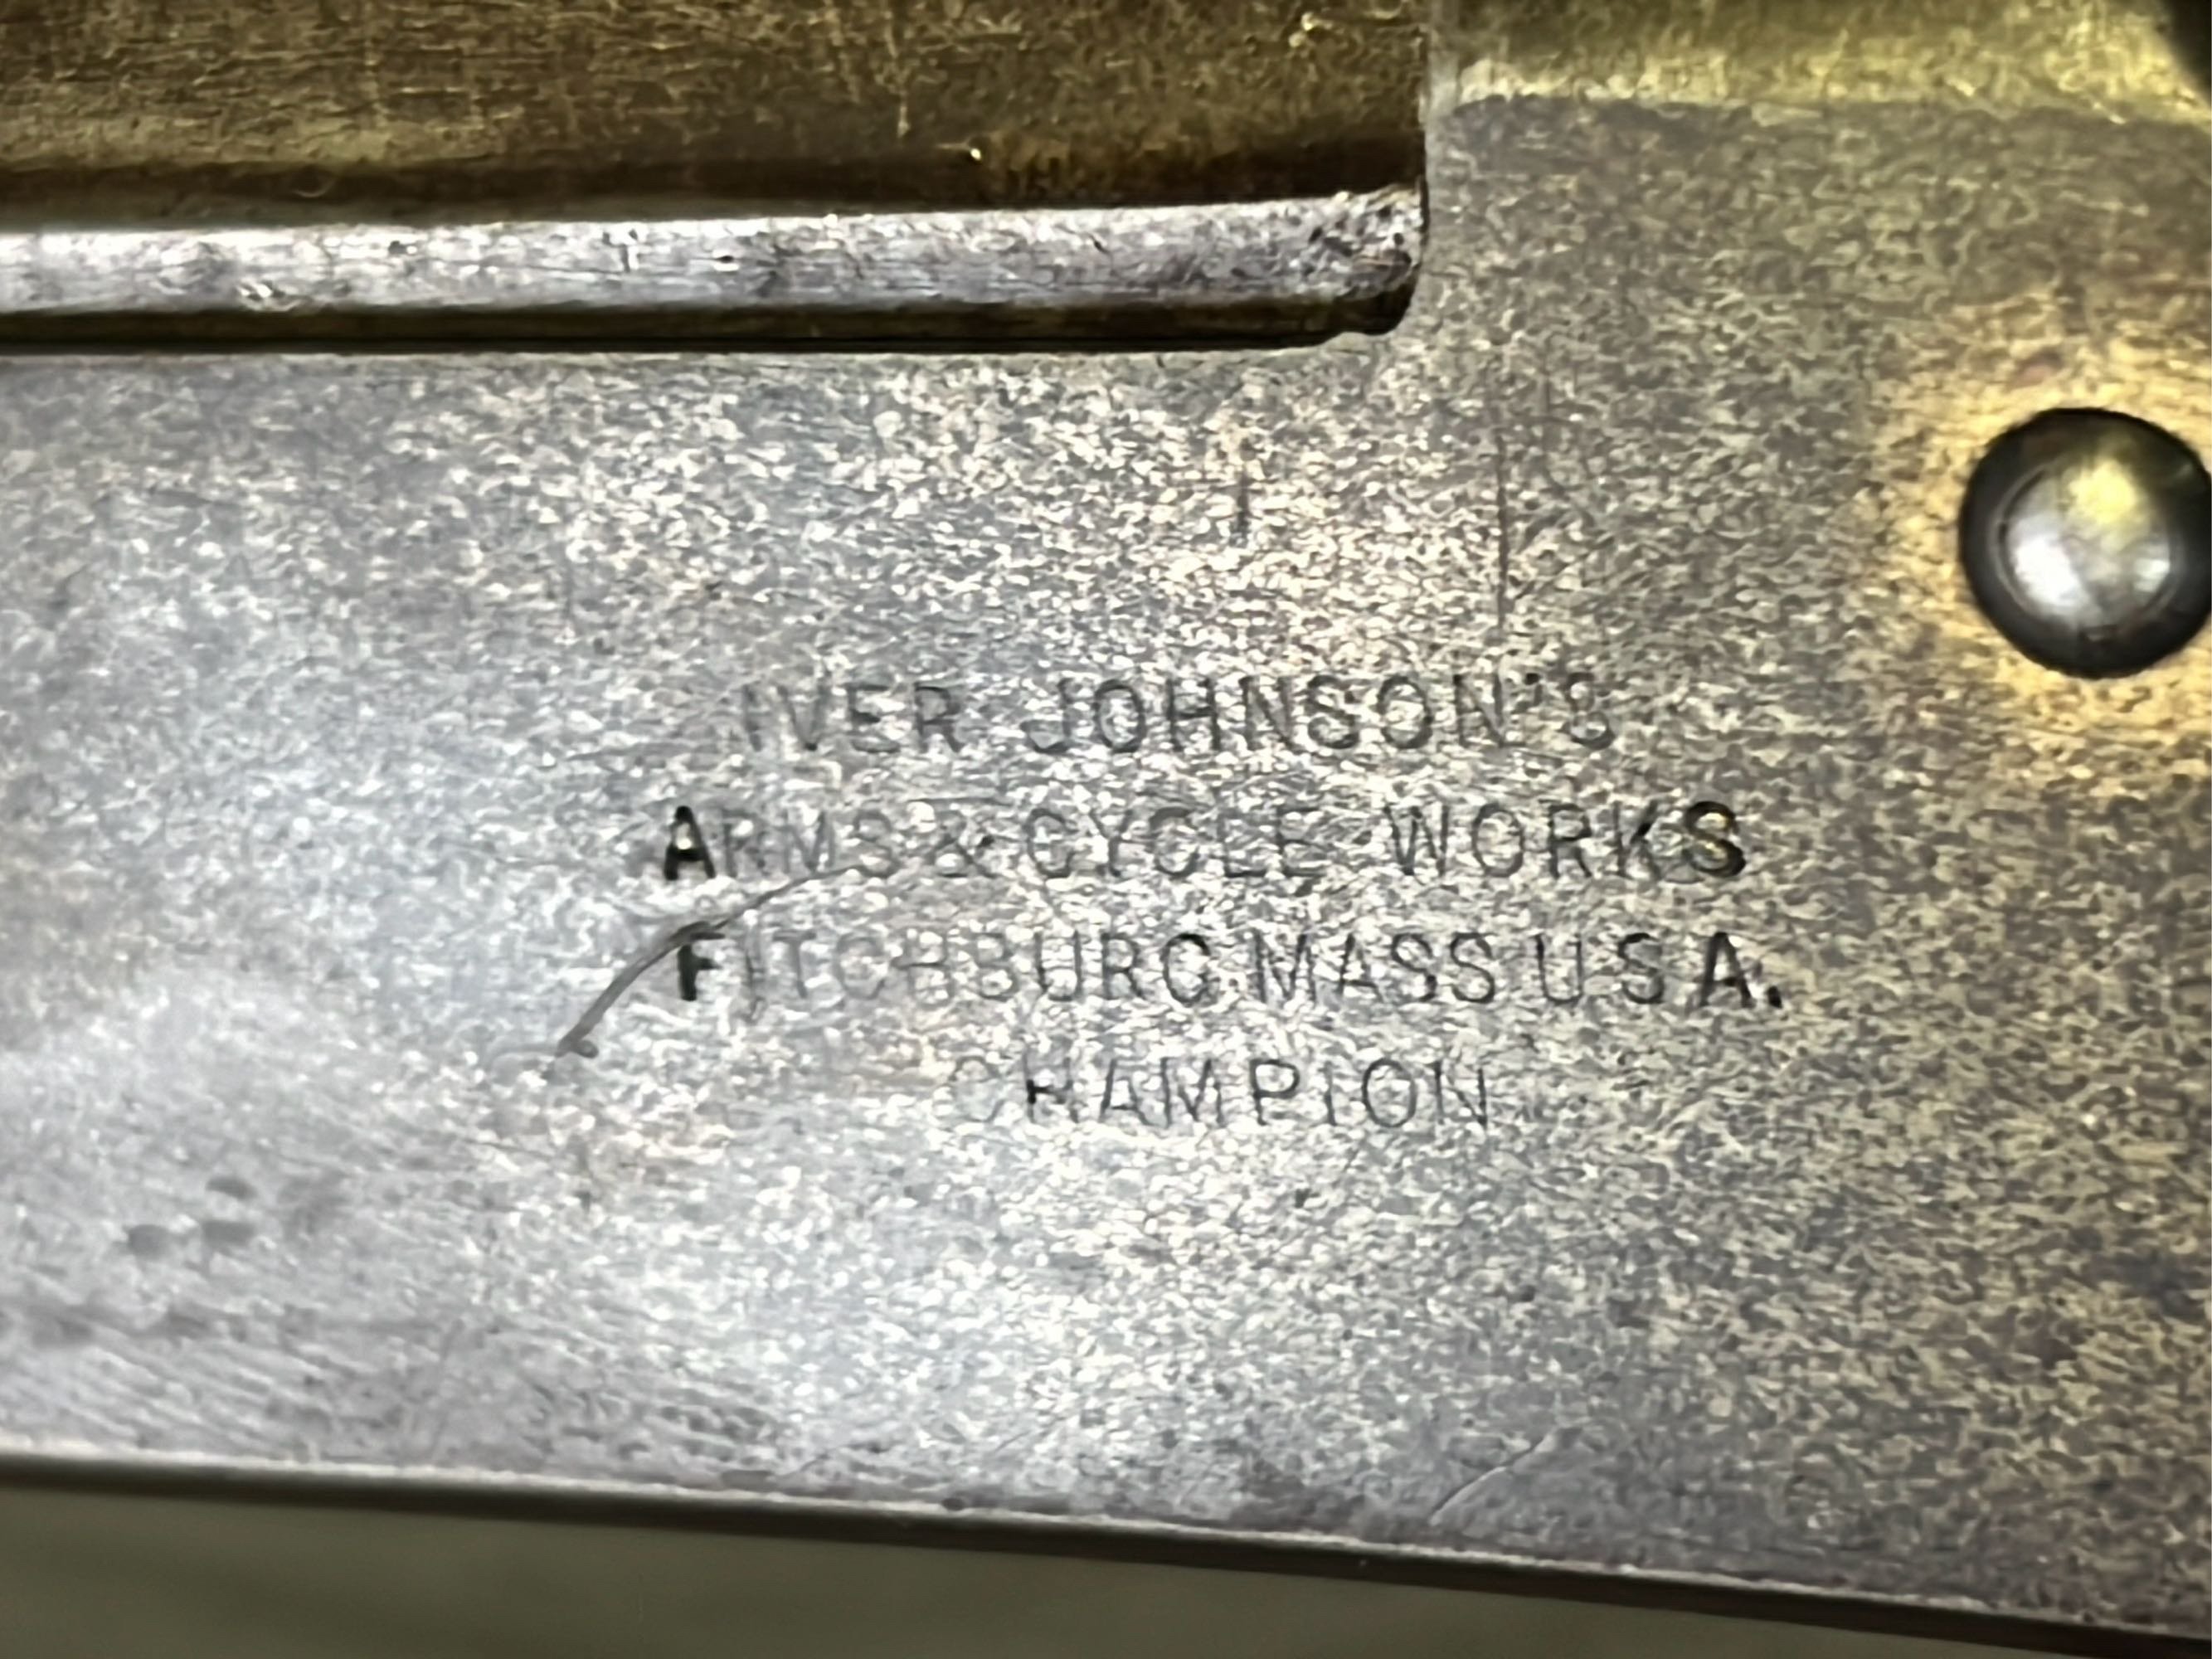 IVER JOHNSON'S
ARMS & CYCLE WORKS
FITCHBURG MASS U S A.
CHAMPION